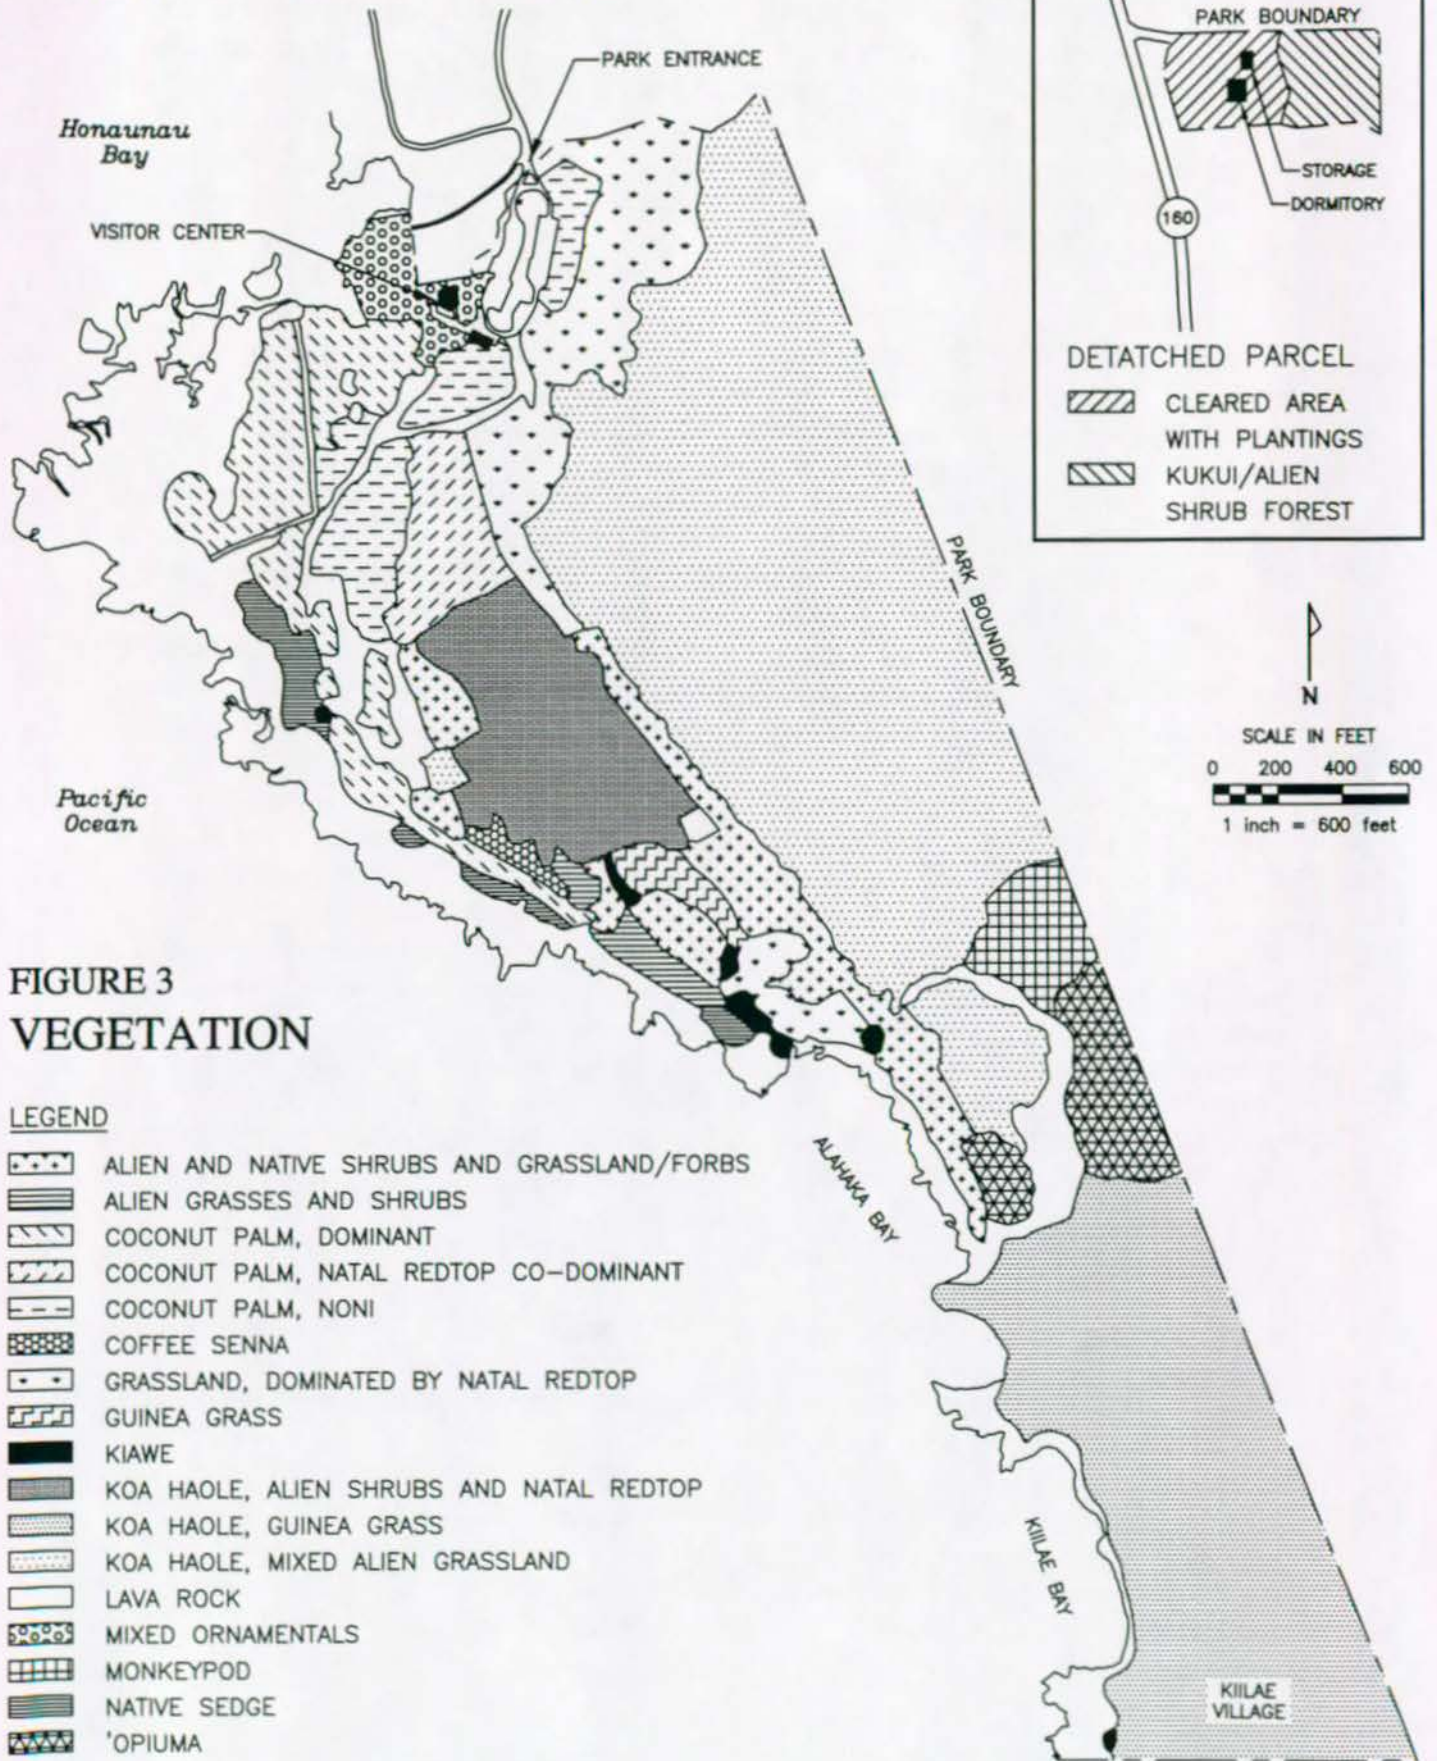 PARK BOUNDARY
PARK ENTRANCE
Honaunau
Bay
STORAGE
DORMITORY
VISITOR CENTER
160
DETATCHED PARCEL
CLEARED AREA
WITH PLANTINGS
KUKUI/ALIEN
SHRUB FOREST
PARK BOUNDARY
N
SCALE IN FEET
0 200 400 600
1 inch = 600 feet
Pacific
Ocean
FIGURE 3
VEGETATION
LEGEND
ALIEN AND NATIVE SHRUBS AND GRASSLAND/FORBS
ALIEN GRASSES AND SHRUBS
COCONUT PALM, DOMINANT
COCONUT PALM, NATAL REDTOP CO-DOMINANT
COCONUT PALM, NONI
COFFEE SENNA
GRASSLAND, DOMINATED BY NATAL REDTOP
GUINEA GRASS
KIAWE
KOA HAOLE, ALIEN SHRUBS AND NATAL REDTOP
KOA HAOLE, GUINEA GRASS
KOA HAOLE, MIXED ALIEN GRASSLAND
LAVA ROCK
MIXED ORNAMENTALS
MONKEYPOD
NATIVE SEDGE
'OPIUMA
ALAHAKA BAY
KIILAE BAY
KIILAE
VILLAGE